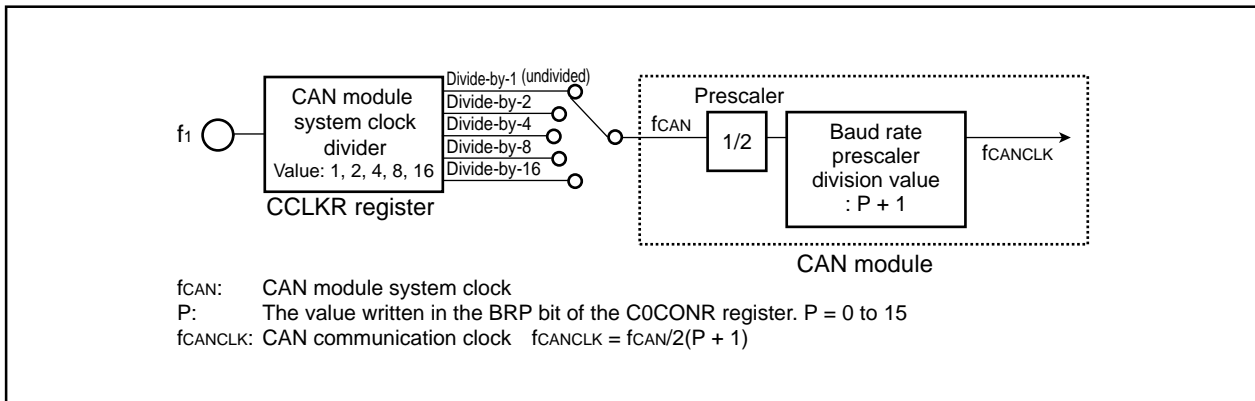 Divide-by-1 (undivided)
Divide-by-2
Divide-by-4
Divide-by-8
Divide-by-16
f1
CAN module
system clock
divider
Value: 1, 2, 4, 8, 16
CCLKR register
fCAN
Prescaler
1/2
Baud rate
prescaler
division value
: P + 1
fCANCLK
CAN module
fCAN: CAN module system clock
P: The value written in the BRP bit of the C0CONR register. P = 0 to 15
fCANCLK: CAN communication clock fCANCLK = fCAN/2(P + 1)